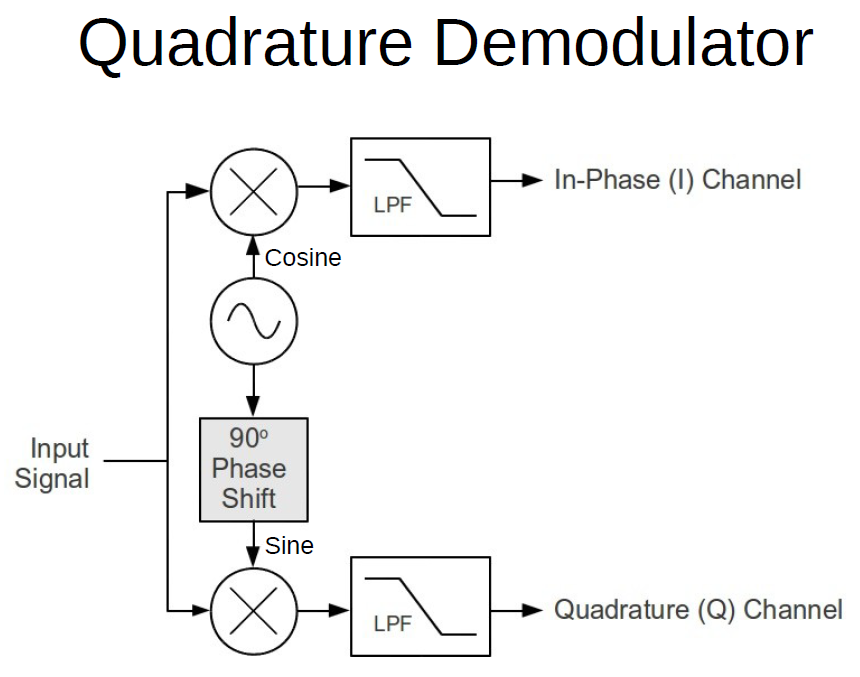 Quadrature Demodulator
LPF
In-Phase (I) Channel
Cosine
Input
Signal
90º
Phase
Shift
Sine
LPF
Quadrature (Q) Channel